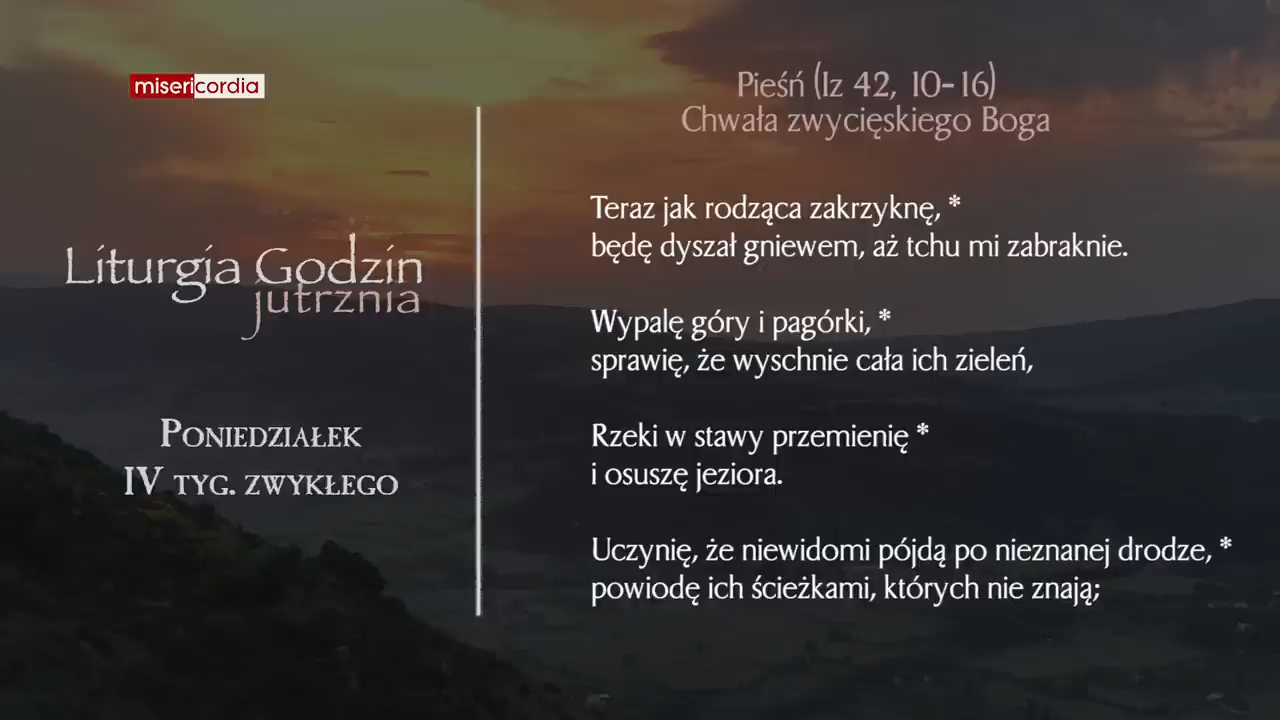 misericordia
Liturgia Godzin
jutrznia
Poniedziałek
IV tyg. zwykłego
Pieśń (Iz 42, 10-16)
Chwała zwycięskiego Boga
Teraz jak rodząca zakrzyknę, *
będę dyszał gniewem, aż tchu mi zabraknie.
Wypalę góry i pagórki, *
sprawię, że wyschnie cała ich zieleń,
Rzeki w stawy przemienię *
i osuszę jeziora.
Uczynię, że niewidomi pójdą po nieznanej drodze, *
powiodę ich ścieżkami, których nie znają;